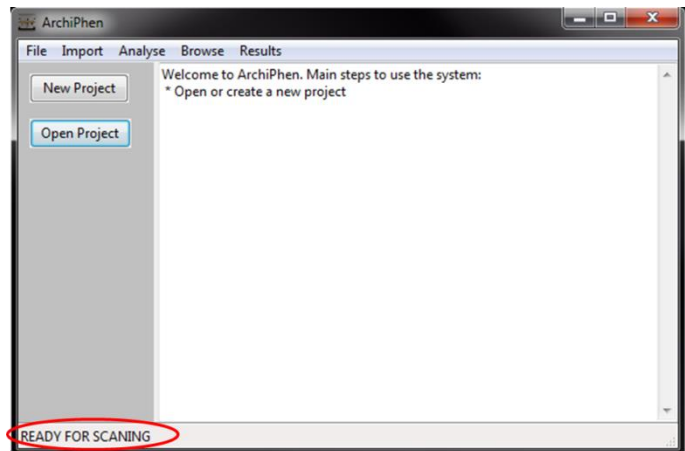 ArchiPhen
File Import Analyse Browse Results
New Project
Open Project
Welcome to ArchiPhen. Main steps to use the system:
* Open or create a new project
READY FOR SCANING